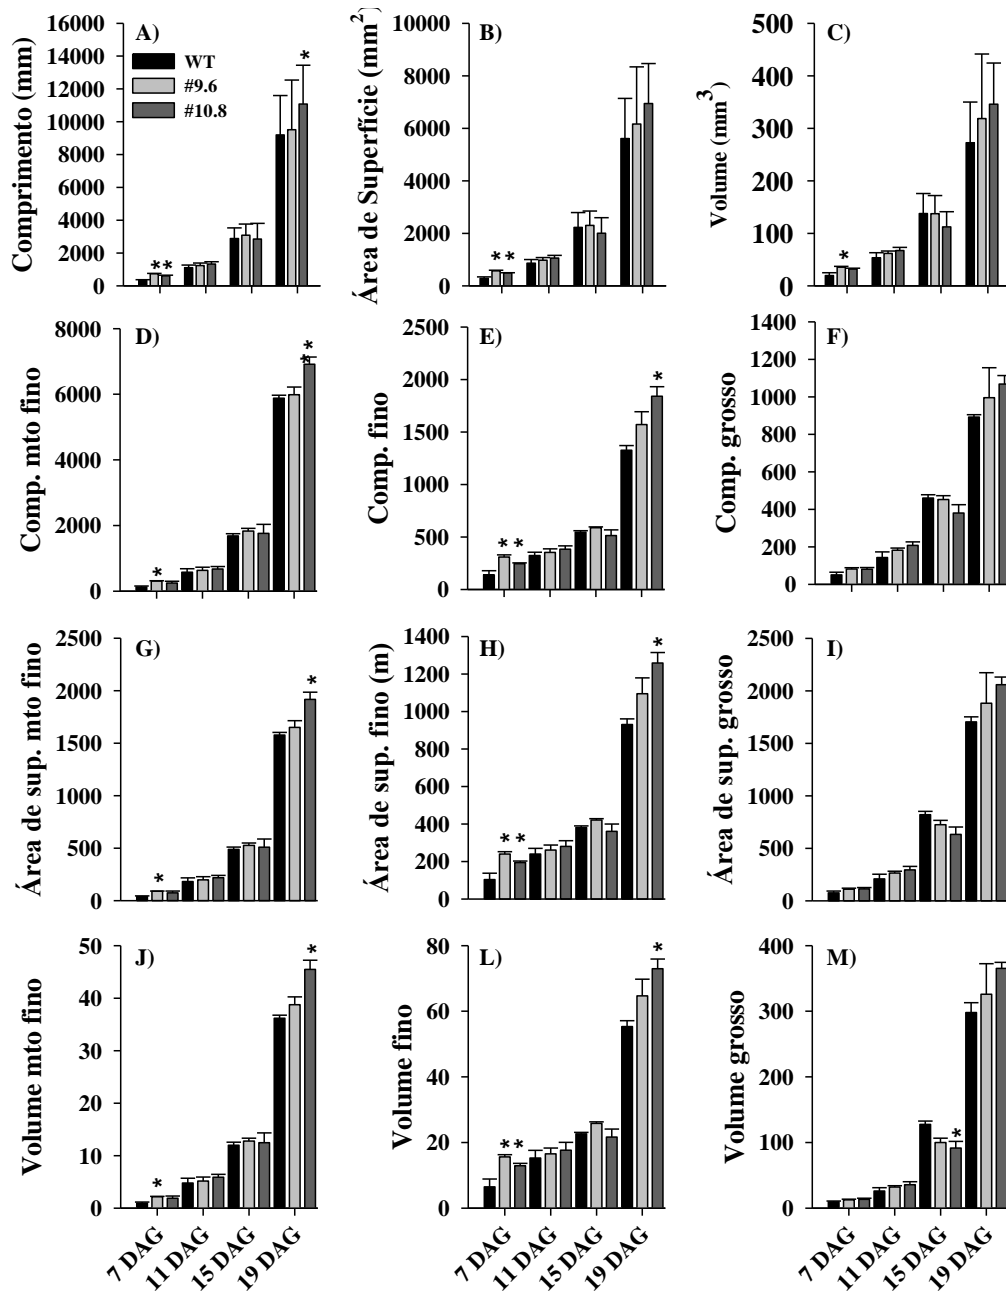 A)
WT
#9.6
#10.8
Comprimento (mm)
16000
14000
12000
10000
8000
6000
4000
2000
0
*
**
B)
Área de Superfície (mm²)
10000
8000
6000
4000
2000
0
**
C)
Volume (mm³)
500
400
300
200
100
0
*
D)
Comp. mto fino
8000
6000
4000
2000
0
*
*
*
E)
Comp. fino
2500
2000
1500
1000
500
0
* *
*
F)
Comp. grosso
1400
1200
1000
800
600
400
200
0
G)
Área de sup. mto fino
2500
2000
1500
1000
500
0
*
*
H)
Área de sup. fino (m)
1400
1200
1000
800
600
400
200
0
* *
*
I)
Área de sup. grosso
2500
2000
1500
1000
500
0
J)
Volume mto fino
50
40
30
20
10
0
*
*
7 DAG
11 DAG
15 DAG
19 DAG
L)
Volume fino
80
60
40
20
0
**
*
7 DAG
11 DAG
15 DAG
19 DAG
M)
Volume grosso
400
300
200
100
0
*
7 DAG
11 DAG
15 DAG
19 DAG